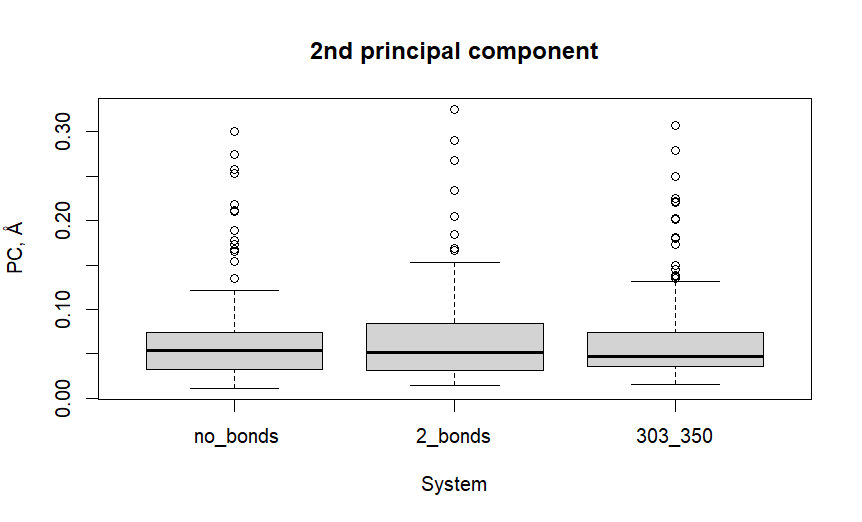 2nd principal component
PC, Å
0.30
0.20
0.10
0.00
no_bonds 2_bonds 303_350
System